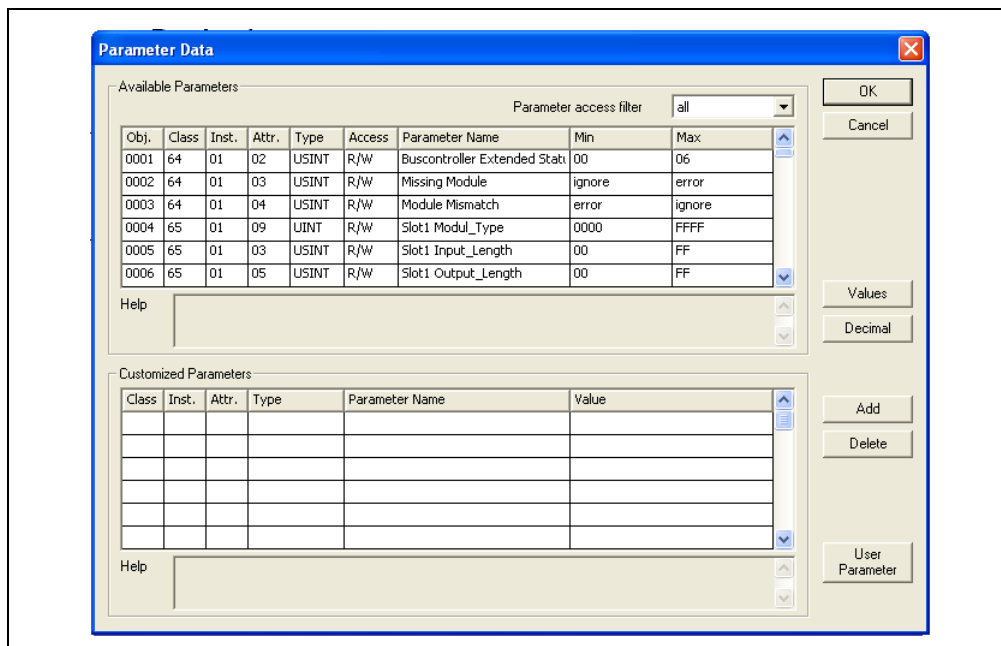 Parameter Data
Available Parameters
Parameter access filter all
Obj. Class Inst. Attr. Type Access Parameter Name Min Max
0001 64 01 02 USINT R/W Buscontroller Extended Statu 00 06
0002 64 01 03 USINT R/W Missing Module ignore error
0003 64 01 04 USINT R/W Module Mismatch error ignore
0004 65 01 09 UINT R/W Slot1 Modul_Type 0000 FFFF
0005 65 01 03 USINT R/W Slot1 Input_Length 00 FF
0006 65 01 05 USINT R/W Slot1 Output_Length 00 FF
Help
Customized Parameters
Class Inst. Attr. Type Parameter Name Value
Help
OK
Cancel
Values
Decimal
Add
Delete
User
Parameter